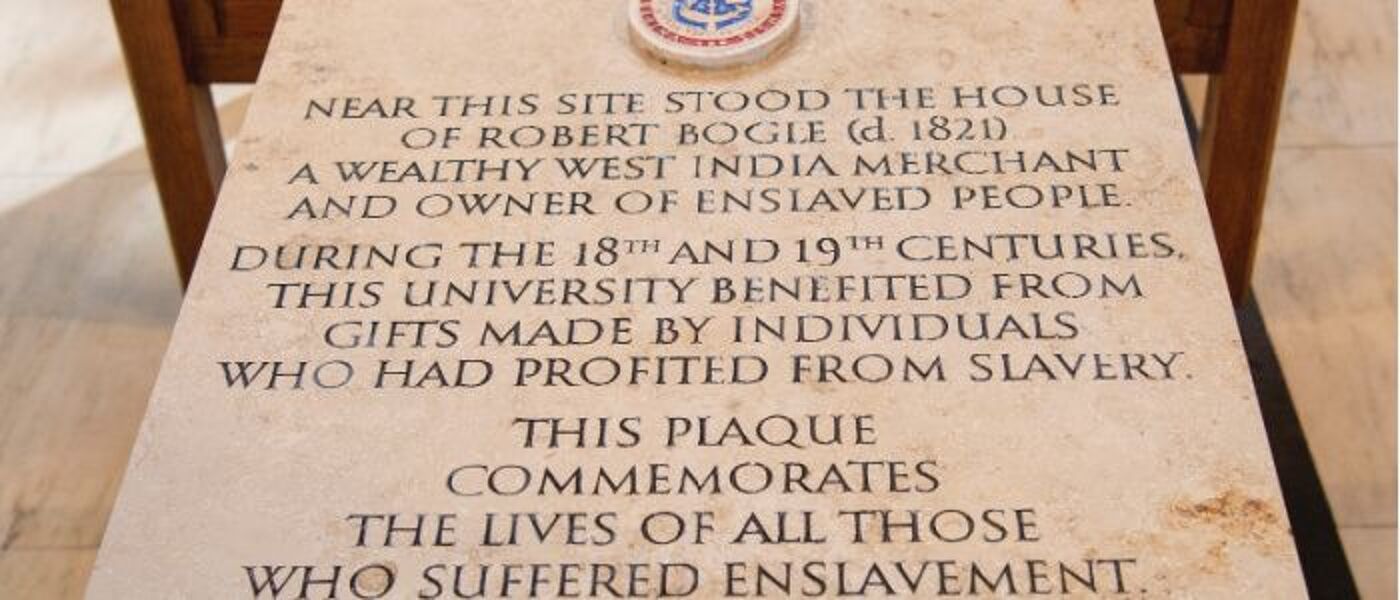 NEAR THIS SITE STOOD THE HOUSE
OF ROBERT BOGLE (d. 1821)
A WEALTHY WEST INDIA MERCHANT
AND OWNER OF ENSLAVED PEOPLE.
DURING THE 18TH AND 19TH CENTURIES,
THIS UNIVERSITY BENEFITED FROM
GIFTS MADE BY INDIVIDUALS
WHO HAD PROFITED FROM SLAVERY.
THIS PLAQUE
COMMEMORATES
THE LIVES OF ALL THOSE
WHO SUFFERED ENSLAVEMENT.